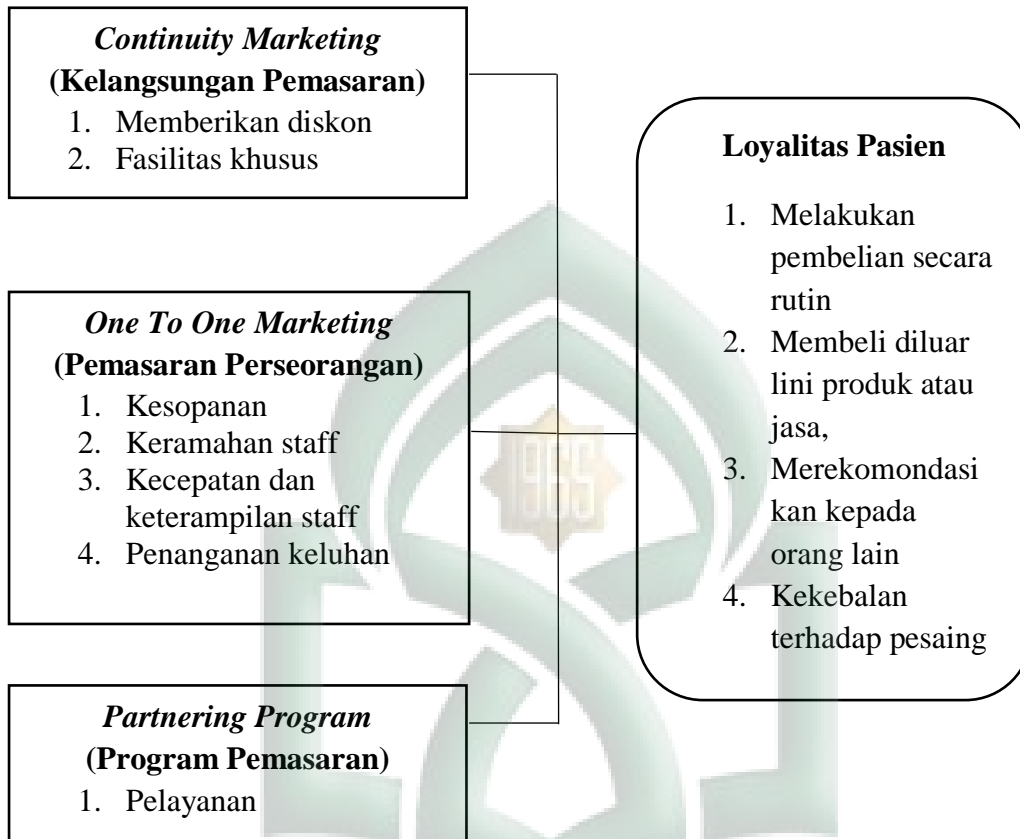 Continuity Marketing
(Kelangsungan Pemasaran)
1. Memberikan diskon
2. Fasilitas khusus
One To One Marketing
(Pemasaran Perseorangan)
1. Kesopanan
2. Keramahan staff
3. Kecepatan dan
keterampilan staff
4. Penanganan keluhan
Partnering Program
(Program Pemasaran)
1. Pelayanan
Loyalitas Pasien
1. Melakukan
pembelian secara
rutin
2. Membeli diluar
lini produk atau
jasa,
3. Merekomondasi
kan kepada
orang lain
4. Kekebalan
terhadap pesaing
1965